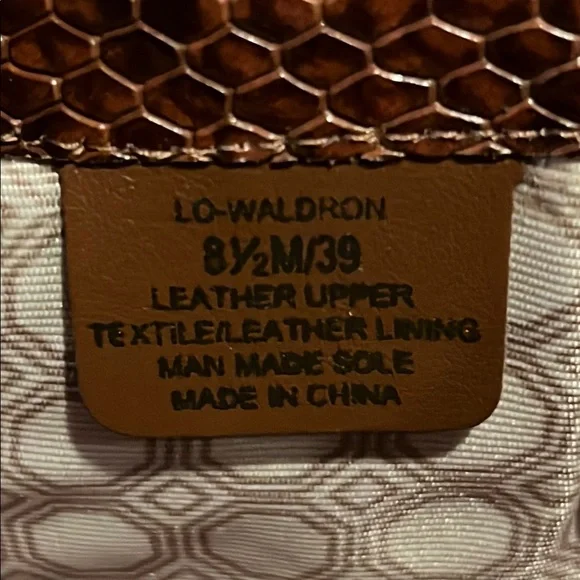 LO-WALDRON
8½M/39
LEATHER UPPER
TEXTILE/LEATHER LINING
MAN MADE SOLE
MADE IN CHINA